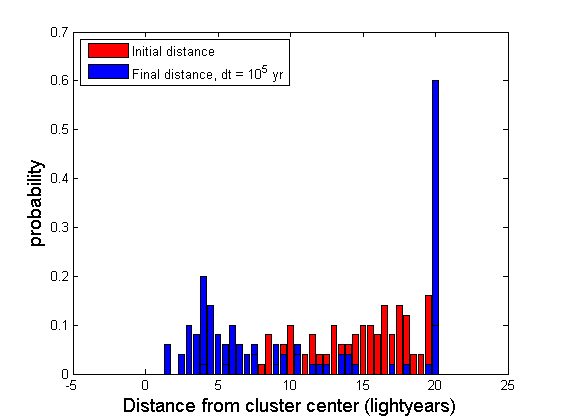 0.7
Initial distance
Final distance, dt = 10^5 yr
0.6
0.5
0.4
0.3
0.2
0.1
0
probability
-5 0 5 10 15 20 25
Distance from cluster center (lightyears)